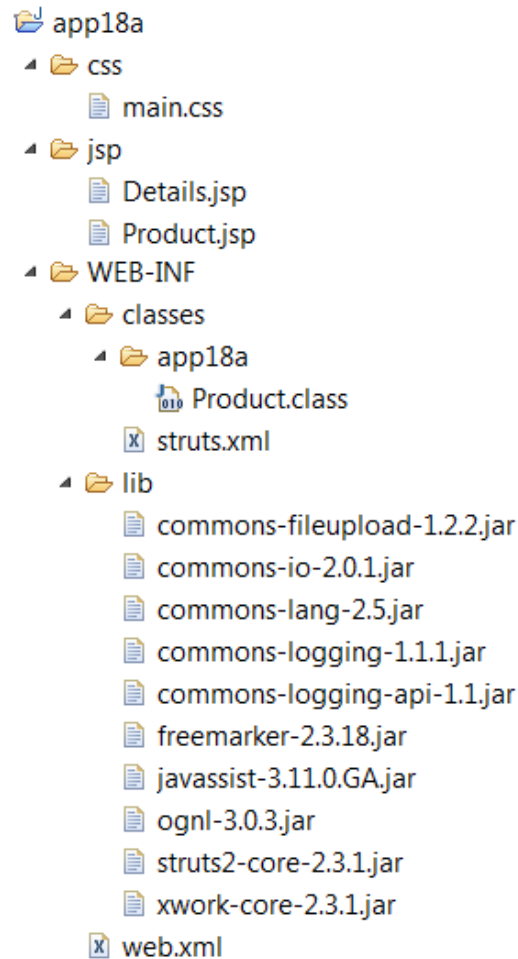 app18a
css
main.css
jsp
Details.jsp
Product.jsp
WEB-INF
classes
app18a
Product.class
struts.xml
lib
commons-fileupload-1.2.2.jar
commons-io-2.0.1.jar
commons-lang-2.5.jar
commons-logging-1.1.1.jar
commons-logging-api-1.1.jar
freemarker-2.3.18.jar
javassist-3.11.0.GA.jar
ognl-3.0.3.jar
struts2-core-2.3.1.jar
xwork-core-2.3.1.jar
web.xml